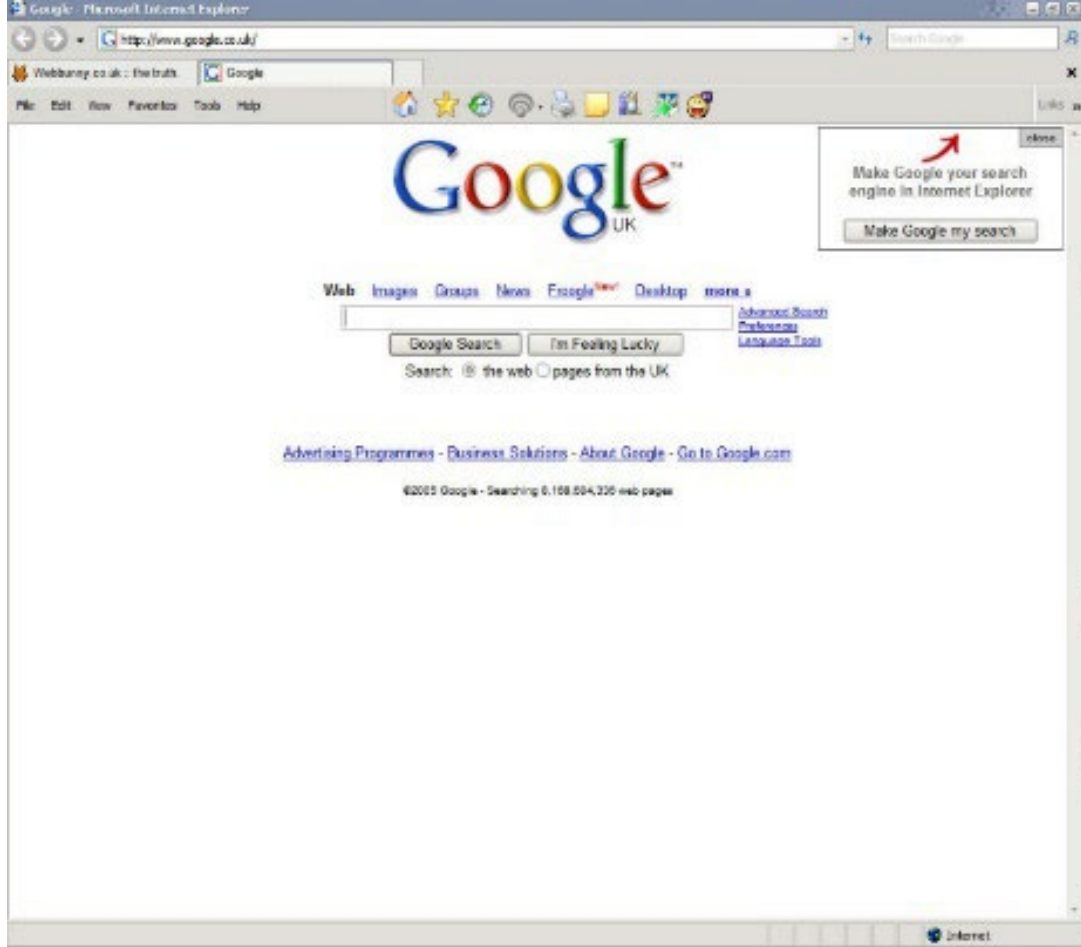 Google - Microsoft Internet Explorer
http://www.google.co.uk/
Search Google
Webbunny.co.uk :: the truth.
Google
File Edit View Favorites Tools Help
Links »
Google™
UK
close
Make Google your search
engine in Internet Explorer
Make Google my search
Web Images Groups News Froogle New! Desktop more »
Advanced Search
Preferences
Language Tools
Google Search I'm Feeling Lucky
Search: the web pages from the UK
Advertising Programmes - Business Solutions - About Google - Go to Google.com
©2005 Google - Searching web pages
Internet